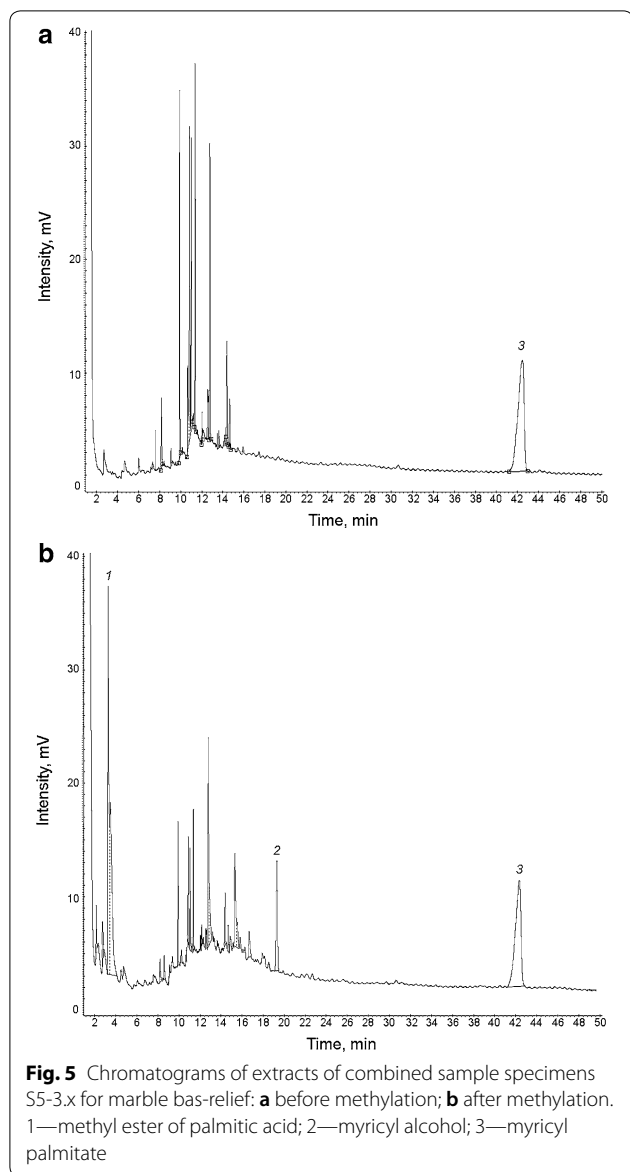 a
40
30
20
10
0
Intensity, mV
3
2 4 6 8 10 12 14 16 18 20 22 24 26 28 30 32 34 36 38 40 42 44 46 48 50
Time, min
b
40
30
20
10
0
Intensity, mV
1
2
3
2 4 6 8 10 12 14 16 18 20 22 24 26 28 30 32 34 36 38 40 42 44 46 48 50
Time, min
Fig. 5 Chromatograms of extracts of combined sample specimens
S5-3.x for marble bas-relief: a before methylation; b after methylation.
1—methyl ester of palmitic acid; 2—myricyl alcohol; 3—myricyl
palmitate